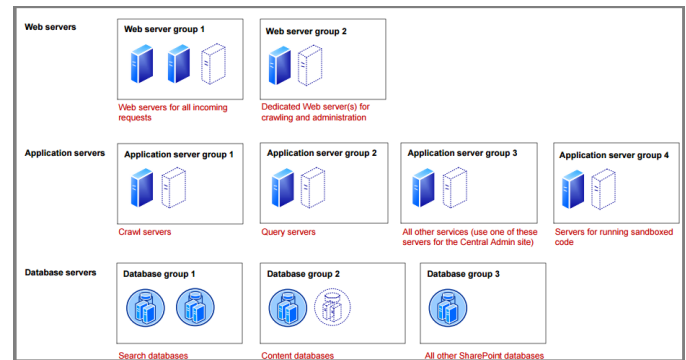 Web servers
Web server group 1
Web server group 2
Web servers for all incoming
requests
Dedicated Web server(s) for
crawling and administration
Application servers
Application server group 1
Application server group 2
Application server group 3
Application server group 4
Crawl servers
Query servers
All other services (use one of these
servers for the Central Admin site)
Servers for running sandboxed
code
Database servers
Database group 1
Database group 2
Database group 3
Search databases
Content databases
All other SharePoint databases